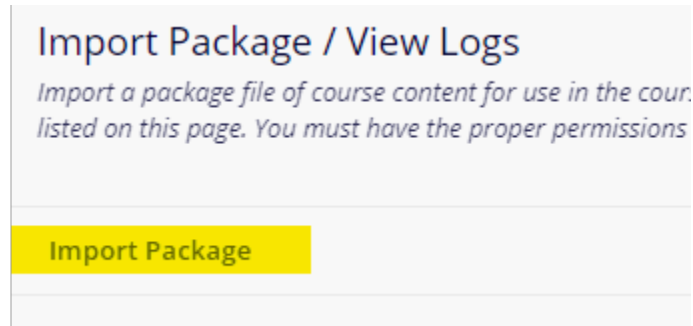 Import Package / View Logs
Import a package file of course content for use in the cour
listed on this page. You must have the proper permissions
Import Package